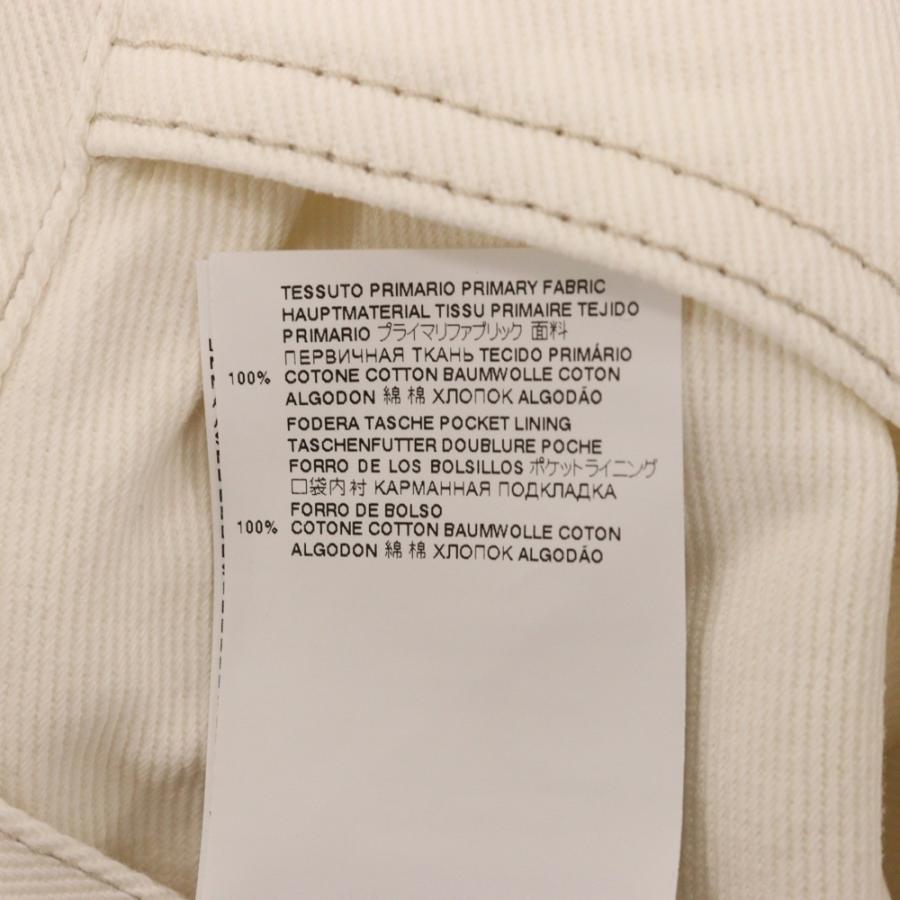 TESSUTO PRIMARIO PRIMARY FABRIC
HAUPTMATERIAL TISSU PRIMAIRE TEJIDO
PRIMARIO プライマリファブリック 面料
ПЕРВИЧНАЯ ТКАНЬ TECIDO PRIMÁRIO
100% COTONE COTTON BAUMWOLLE COTON
ALGODON 綿 棉 ХЛОПОК ALGODÃO
FODERA TASCHE POCKET LINING
TASCHENFUTTER DOUBLURE POCHE
FORRO DE LOS BOLSILLOS ポケットライニング
口袋内衬 КАРМАННАЯ ПОДКЛАДКА
FORRO DE BOLSO
100% COTONE COTTON BAUMWOLLE COTON
ALGODON 綿 棉 ХЛОПОК ALGODÃO